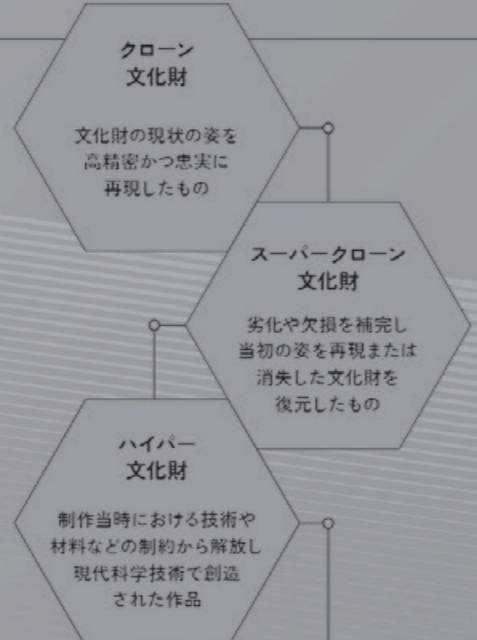 クローン
文化財
文化財の現状の姿を
高精密かつ忠実に
再現したもの
スーパークローン
文化財
劣化や欠損を補完し
当初の姿を再現または
消失した文化財を
復元したもの
ハイパー
文化財
制作当時における技術や
材料などの制約から解放し
現代科学技術で創造
された作品